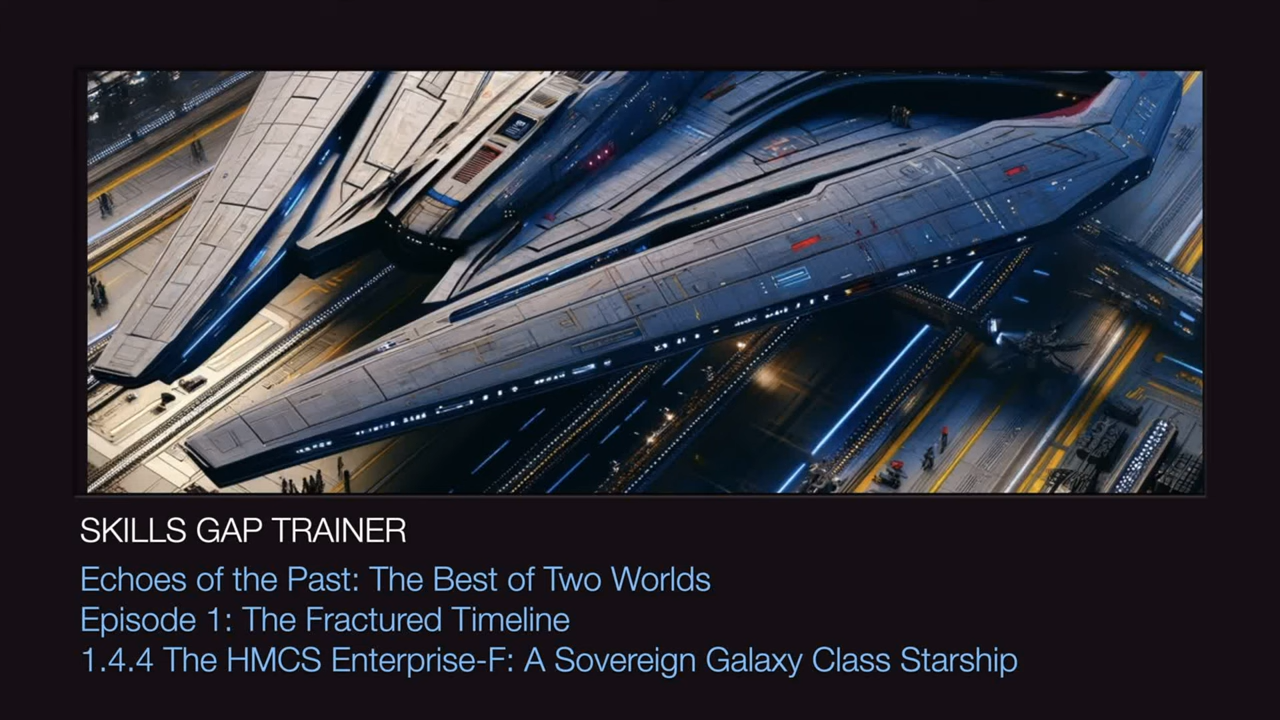 SKILLS GAP TRAINER
Echoes of the Past: The Best of Two Worlds
Episode 1: The Fractured Timeline
1.4.4 The HMCS Enterprise-F: A Sovereign Galaxy Class Starship